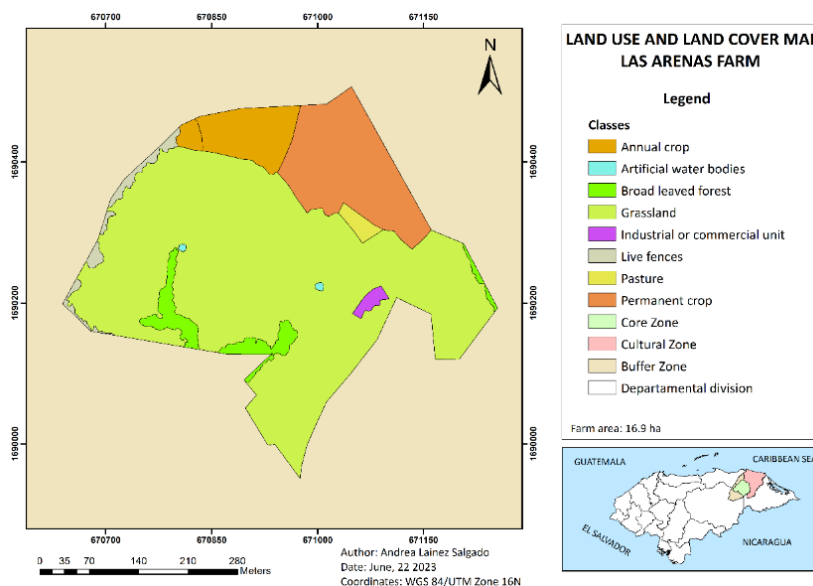 670700 670850 671000 671150
N
1690400 1690400
1690200 1690200
1690000 1690000
670700 670850 671000 671150
0 35 70 140 210 280
Meters
Author: Andrea Lainez Salgado
Date: June, 22 2023
Coordinates: WGS 84/UTM Zone 16N
LAND USE AND LAND COVER MA
LAS ARENAS FARM
Legend
Classes
Annual crop
Artificial water bodies
Broad leaved forest
Grassland
Industrial or commercial unit
Live fences
Pasture
Permanent crop
Core Zone
Cultural Zone
Buffer Zone
Departamental division
Farm area: 16.9 ha
GUATEMALA
CARIBBEAN SEA
EL SALVADOR
NICARAGUA